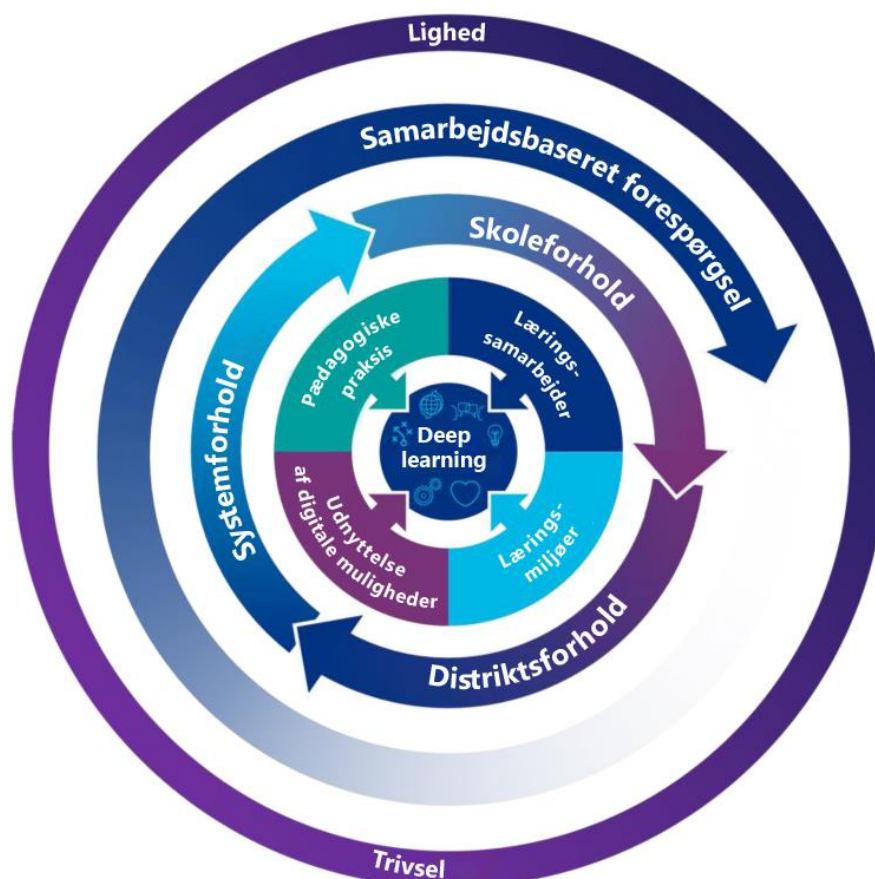 Lighed
Samarbejdsbaseret forespørgsel
Skoleforhold
Systemforhold
Distriktsforhold
Pædagogiske
praksis
Lærings-
samarbejder
Deep
learning
Udnyttelse
af digitale muligheder
Lærings-
miljøer
Trivsel